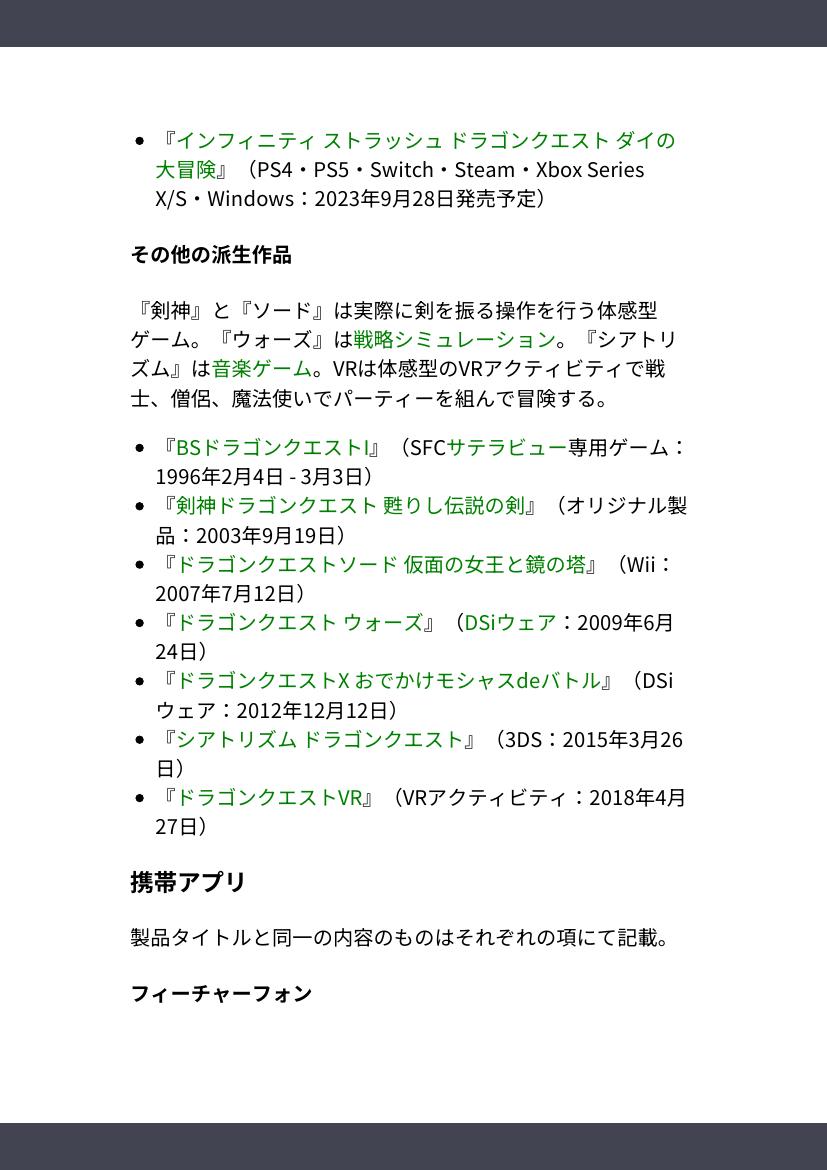 • 『インフィニティ ストラッシュ ドラゴンクエスト ダイの
大冒険』（PS4・PS5・Switch・Steam・Xbox Series
X/S・Windows：2023年9月28日発売予定）
その他の派生作品
『剣神』と『ソード』は実際に剣を振る操作を行う体感型
ゲーム。『ウォーズ』は戦略シミュレーション。『シアトリ
ズム』は音楽ゲーム。VRは体感型のVRアクティビティで戦
士、僧侶、魔法使いでパーティーを組んで冒険する。
• 『BSドラゴンクエストI』（SFCサテラビュー専用ゲーム：
1996年2月4日 - 3月3日）
• 『剣神ドラゴンクエスト 甦りし伝説の剣』（オリジナル製
品：2003年9月19日）
• 『ドラゴンクエストソード 仮面の女王と鏡の塔』（Wii：
2007年7月12日）
• 『ドラゴンクエスト ウォーズ』（DSiウェア：2009年6月
24日）
• 『ドラゴンクエストX おでかけモシャスdeバトル』（DSi
ウェア：2012年12月12日）
• 『シアトリズム ドラゴンクエスト』（3DS：2015年3月26
日）
• 『ドラゴンクエストVR』（VRアクティビティ：2018年4月
27日）
携帯アプリ
製品タイトルと同一の内容のものはそれぞれの項にて記載。
フィーチャーフォン